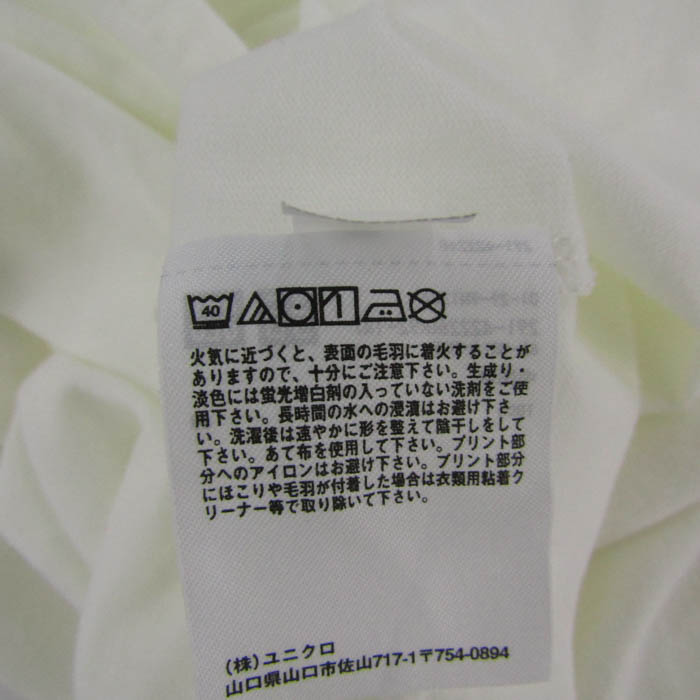 40
火気に近づくと、表面の毛羽に着火することが
ありますので、十分にご注意下さい。生成り・
淡色には蛍光増白剤の入っていない洗剤をご使
用下さい。長時間の水への浸漬はお避け下さ
い。洗濯後は速やかに形を整えて陰干しをして
下さい。あて布を使用して下さい。プリント部
分へのアイロンはお避け下さい。プリント部分
にほこりや毛羽が付着した場合は衣類用粘着ク
リーナー等で取り除いて下さい。
(株)ユニクロ
山口県山口市佐山717-1〒754-0894